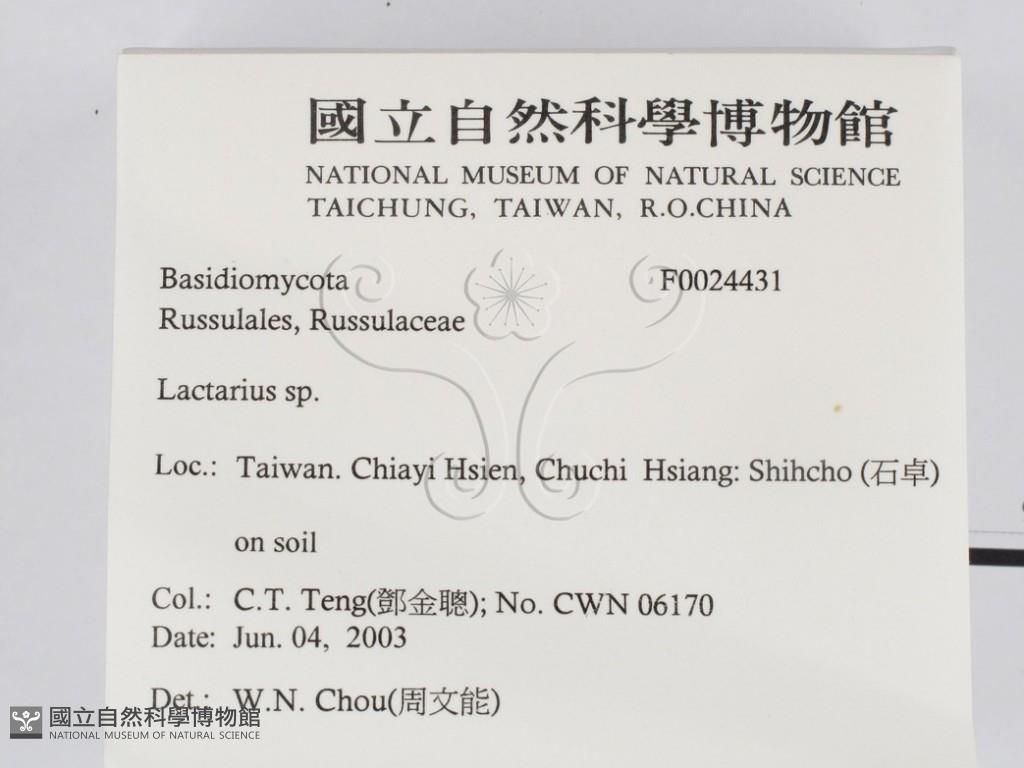 國立自然科學博物館
NATIONAL MUSEUM OF NATURAL SCIENCE
TAICHUNG, TAIWAN, R.O.CHINA
Basidiomycota F0024431
Russulales, Russulaceae
Lactarius sp.
Loc.: Taiwan. Chiayi Hsien, Chuchi Hsiang: Shihcho (石卓)
on soil
Col.: C.T. Teng(鄧金聰); No. CWN 06170
Date: Jun. 04, 2003
Det.: W.N. Chou(周文能)
國立自然科學博物館
NATIONAL MUSEUM OF NATURAL SCIENCE